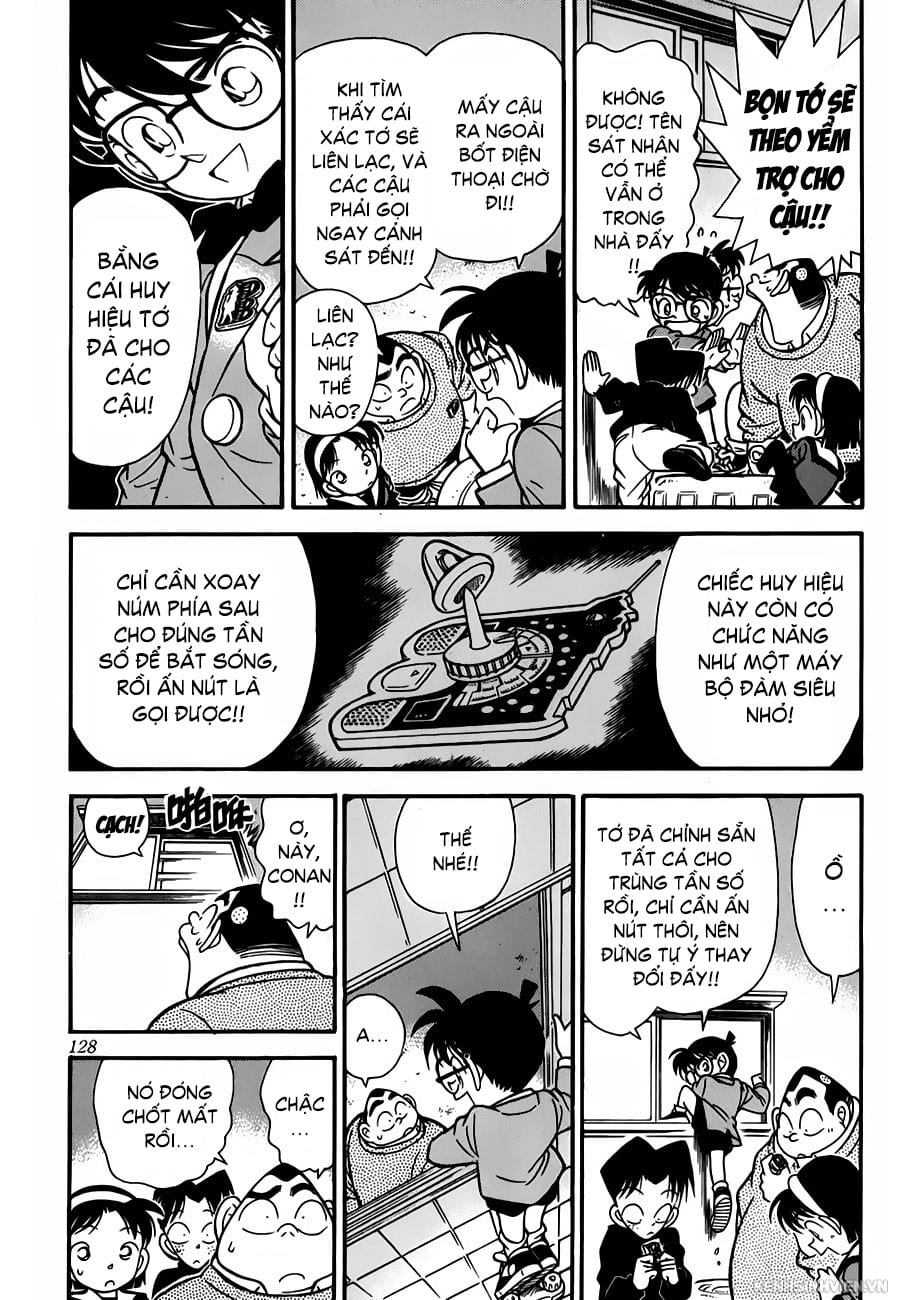 BỌN TỚ SẼ
THEO YỂM
TRỢ CHO
CẬU!!
KHÔNG
ĐƯỢC! TÊN
SÁT NHÂN
CÓ THỂ
VẪN Ở
TRONG
NHÀ ĐẤY
!!
MẤY CẬU
RA NGOÀI
BỐT ĐIỆN
THOẠI CHỜ
ĐI!!
KHI TÌM
THẤY CÁI
XÁC TỚ SẼ
LIÊN LẠC, VÀ
CÁC CẬU
PHẢI GỌI
NGAY CẢNH
SÁT ĐẾN!!
LIÊN
LẠC?
NHƯ
THẾ
NÀO?
BẰNG
CÁI HUY
HIỆU TỚ
ĐÃ CHO
CÁC
CẬU!
CHIẾC HUY HIỆU
NÀY CÒN CÓ
CHỨC NĂNG
NHƯ MỘT MÁY
BỘ ĐÀM SIÊU
NHỎ!
CHỈ CẦN XOAY
NÚM PHÍA SAU
CHO ĐÚNG TẦN
SỐ ĐỂ BẮT SÓNG,
RỒI ẤN NÚT LÀ
GỌI ĐƯỢC!!
Ồ
...
TỚ ĐÃ CHỈNH SẴN
TẤT CẢ CHO
TRÙNG TẦN SỐ
RỒI, CHỈ CẦN ẤN
NÚT THÔI, NÊN
ĐỪNG TỰ Ý THAY
ĐỔI ĐẤY!!
THẾ
NHÉ!!
A...
Ơ,
NÀY,
CONAN
!!
CẠCH!
CHẬC
...
NÓ ĐÓNG
CHỐT MẤT
RỒI...
128